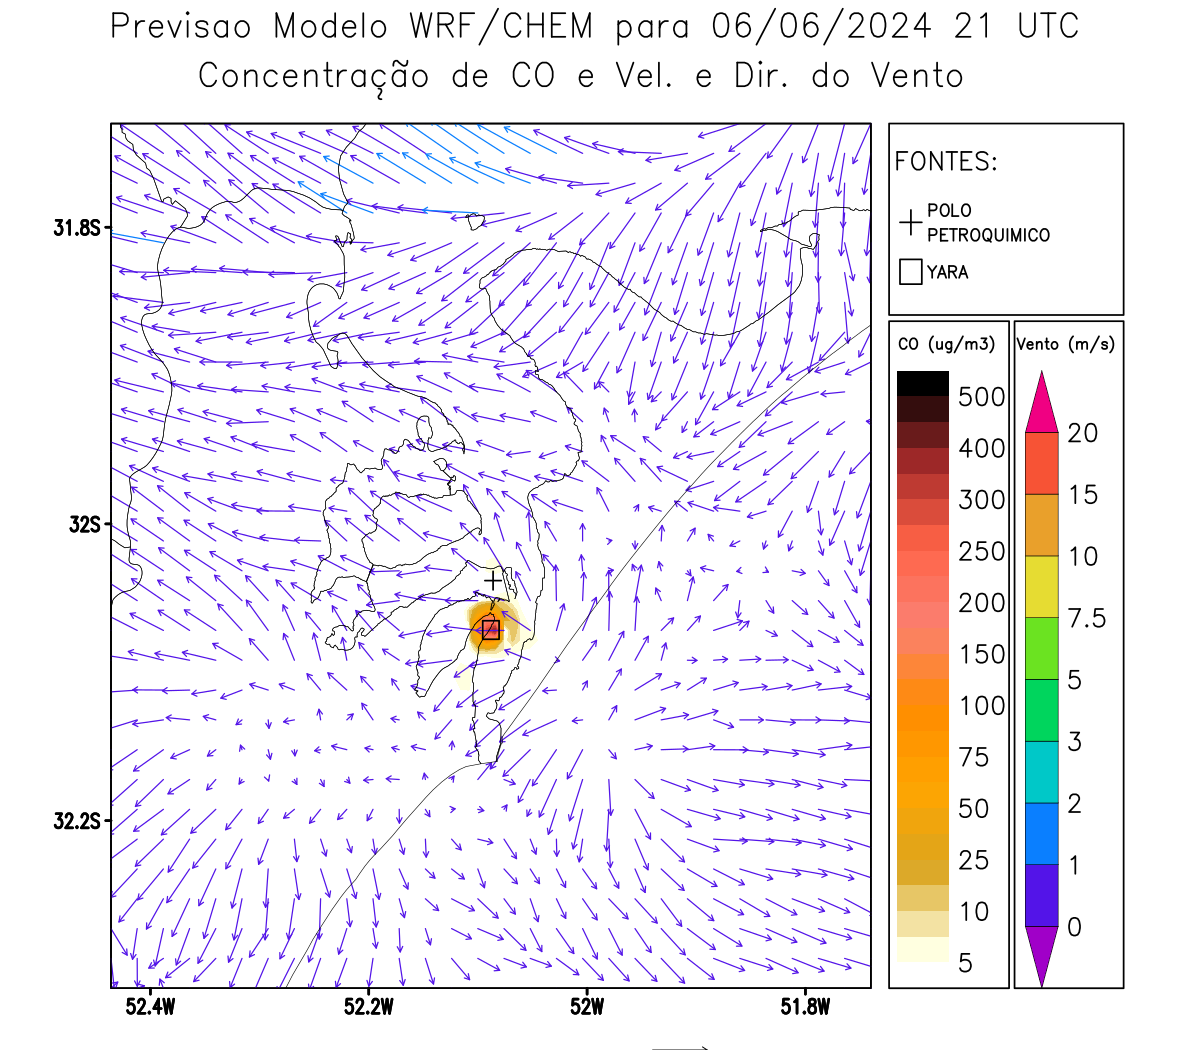 Previsao Modelo WRF/CHEM para 06/06/2024 21 UTC
Concentração de CO e Vel. e Dir. do Vento
FONTES:
POLO
PETROQUIMICO
YARA
CO (ug/m3)
500
400
300
250
200
150
100
75
50
25
10
5
Vento (m/s)
20
15
10
7.5
5
3
2
1
0
31.8S
32S
32.2S
52.4W
52.2W
52W
51.8W